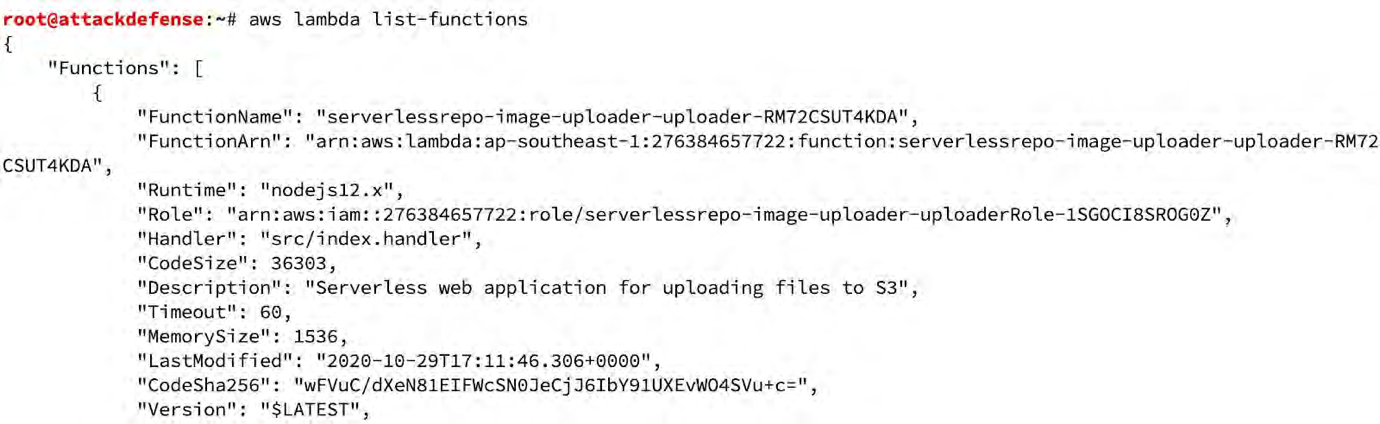 root@attackdefense:~# aws lambda list-functions
{
    "Functions": [
        {
            "FunctionName": "serverlessrepo-image-uploader-uploader-RM72CSUT4KDA",
            "FunctionArn": "arn:aws:lambda:ap-southeast-1:276384657722:function:serverlessrepo-image-uploader-uploader-RM72
CSUT4KDA",
            "Runtime": "nodejs12.x",
            "Role": "arn:aws:iam::276384657722:role/serverlessrepo-image-uploader-uploaderRole-1SGOCI8SROG0Z",
            "Handler": "src/index.handler",
            "CodeSize": 36303,
            "Description": "Serverless web application for uploading files to S3",
            "Timeout": 60,
            "MemorySize": 1536,
            "LastModified": "2020-10-29T17:11:46.306+0000",
            "CodeSha256": "wFVuC/dXeN81EIFWcSN0JeCjJ6IbY91UXEvWO4SVu+c=",
            "Version": "$LATEST",